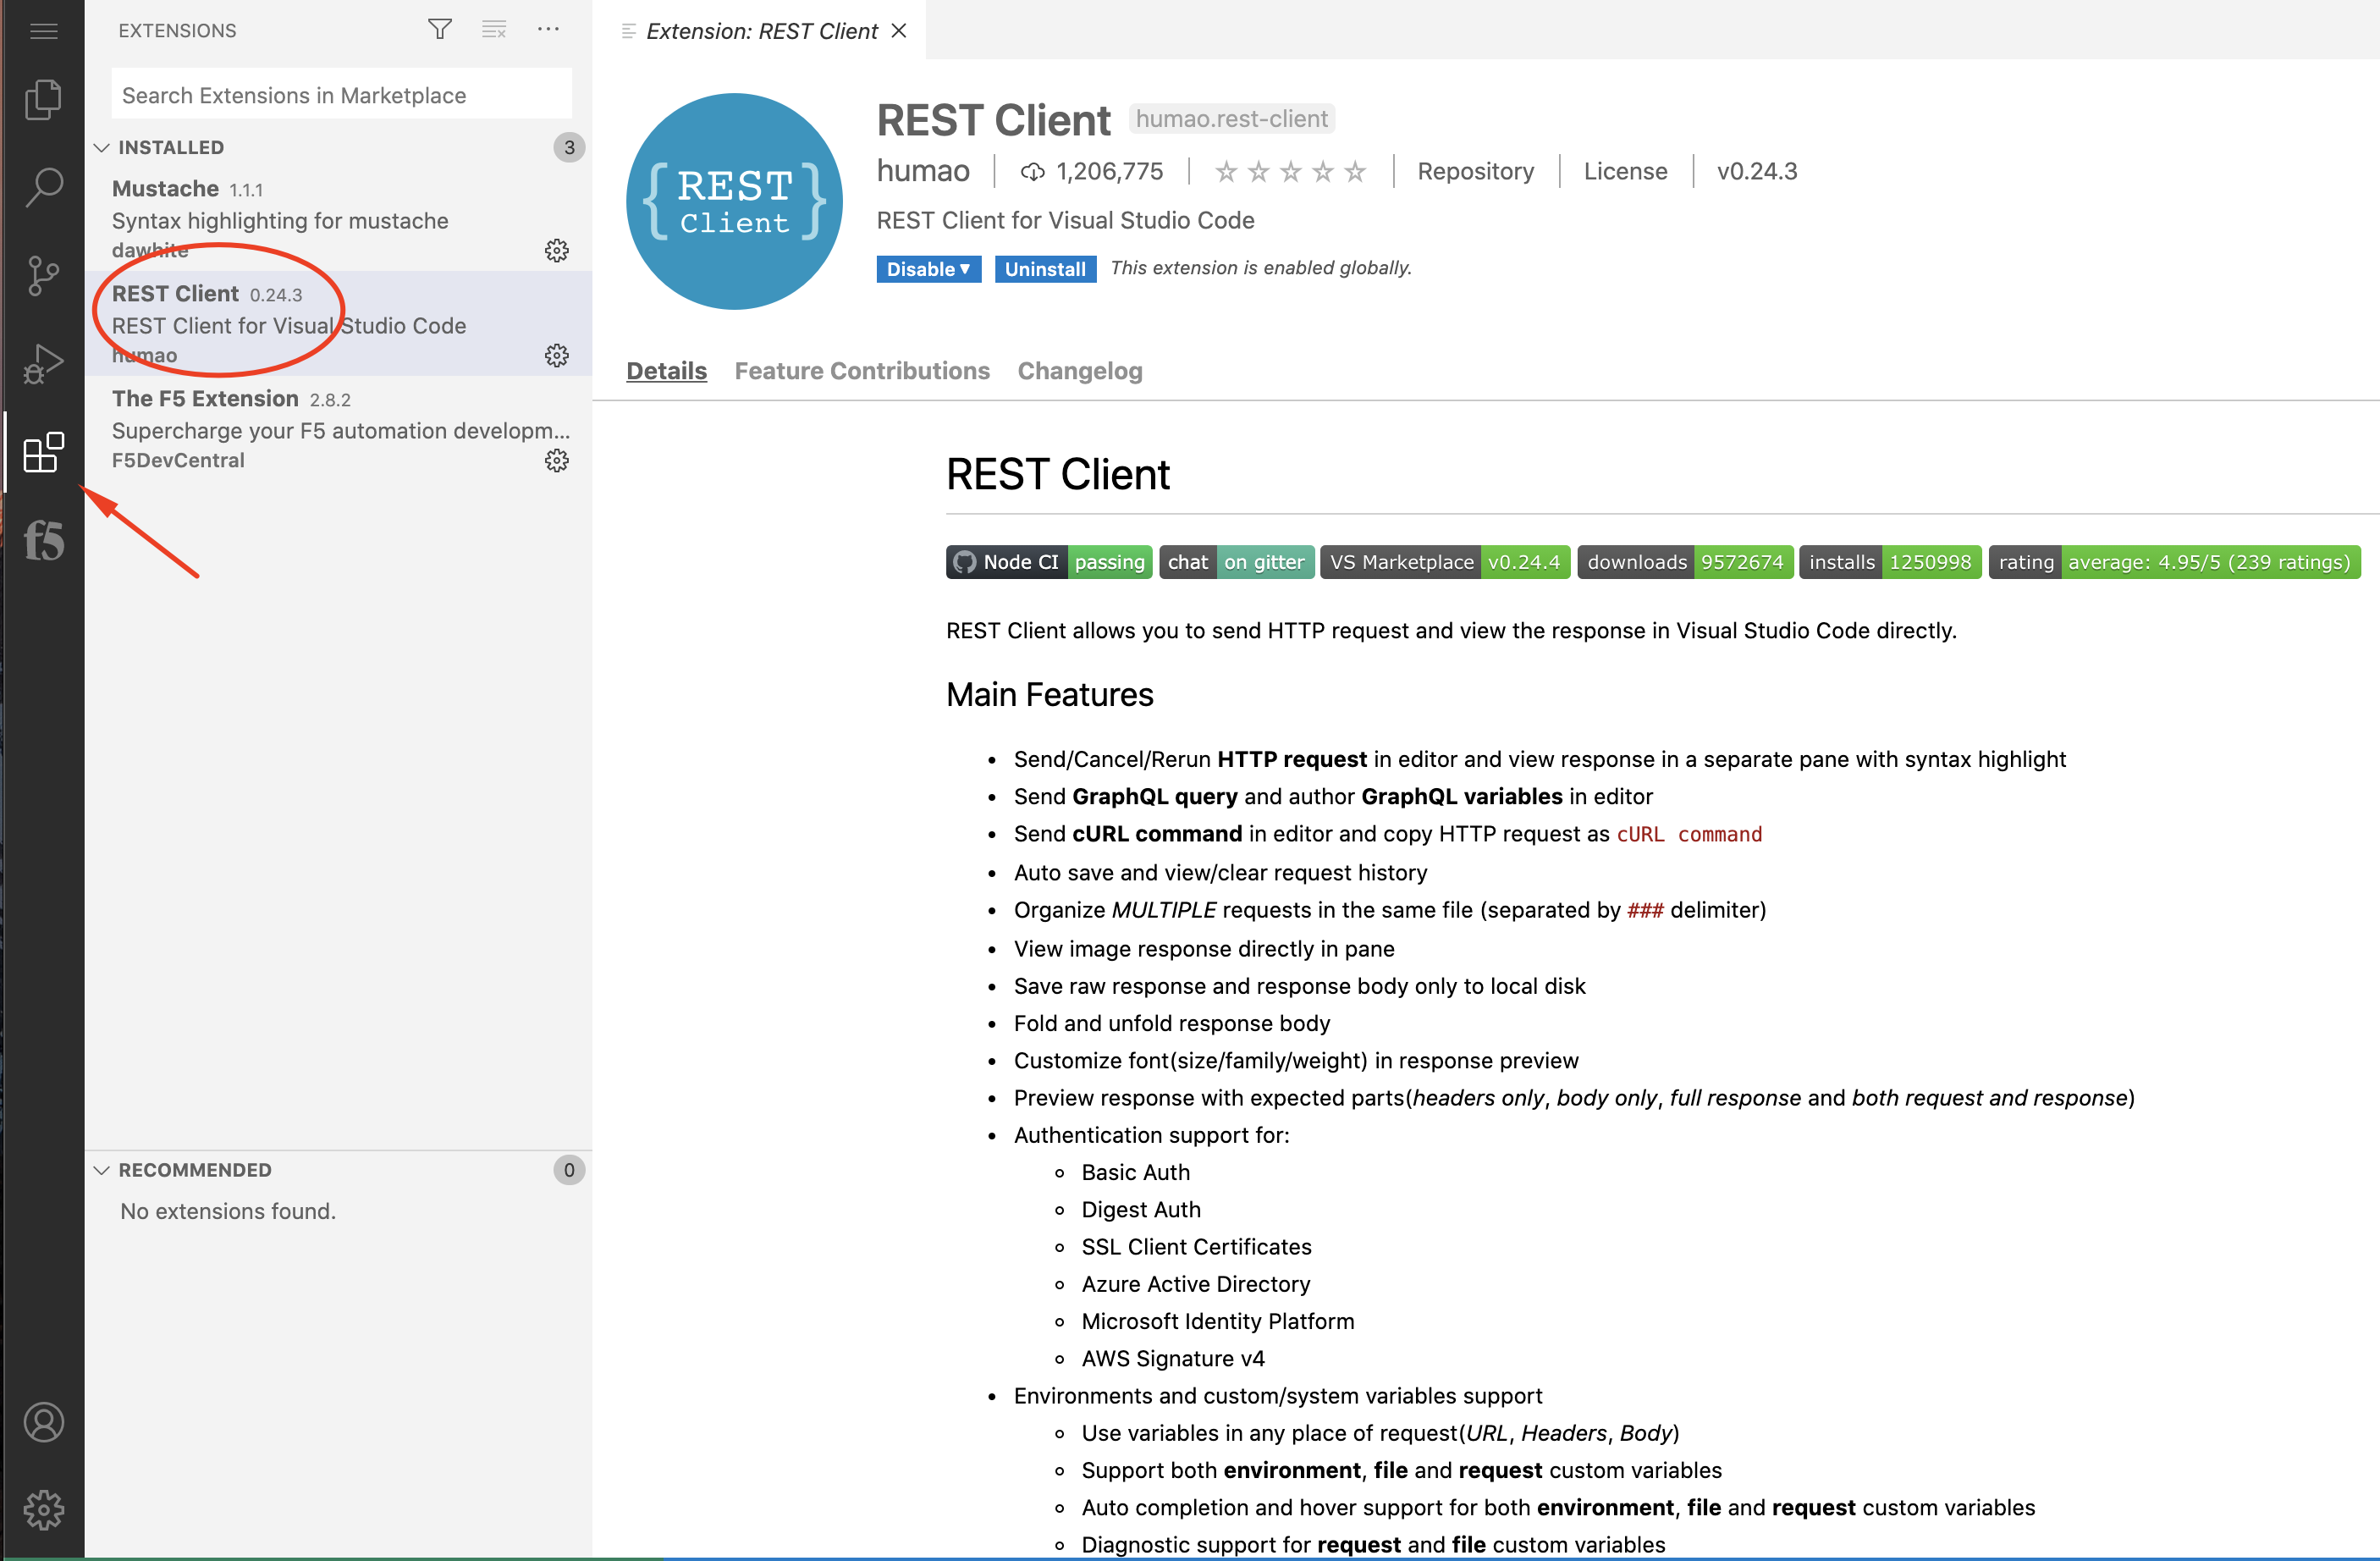 EXTENSIONS
Search Extensions in Marketplace
INSTALLED 3
Mustache 1.1.1
Syntax highlighting for mustache
dawhite
REST Client 0.24.3
REST Client for Visual Studio Code
humao
The F5 Extension 2.8.2
Supercharge your F5 automation developm...
F5DevCentral
f5
RECOMMENDED 0
No extensions found.
Extension: REST Client
{ REST Client }
REST Client humao.rest-client
humao 1,206,775 Repository License v0.24.3
REST Client for Visual Studio Code
Disable Uninstall This extension is enabled globally.
Details Feature Contributions Changelog
REST Client
Node CI passing chat on gitter VS Marketplace v0.24.4 downloads 9572674 installs 1250998 rating average: 4.95/5 (239 ratings)
REST Client allows you to send HTTP request and view the response in Visual Studio Code directly.
Main Features
• Send/Cancel/Rerun HTTP request in editor and view response in a separate pane with syntax highlight
• Send GraphQL query and author GraphQL variables in editor
• Send cURL command in editor and copy HTTP request as cURL command
• Auto save and view/clear request history
• Organize MULTIPLE requests in the same file (separated by ### delimiter)
• View image response directly in pane
• Save raw response and response body only to local disk
• Fold and unfold response body
• Customize font(size/family/weight) in response preview
• Preview response with expected parts(headers only, body only, full response and both request and response)
• Authentication support for:
◦ Basic Auth
◦ Digest Auth
◦ SSL Client Certificates
◦ Azure Active Directory
◦ Microsoft Identity Platform
◦ AWS Signature v4
• Environments and custom/system variables support
◦ Use variables in any place of request(URL, Headers, Body)
◦ Support both environment, file and request custom variables
◦ Auto completion and hover support for both environment, file and request custom variables
◦ Diagnostic support for request and file custom variables